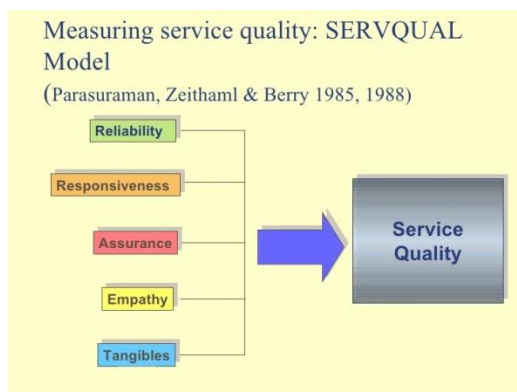 Measuring service quality: SERVQUAL
Model
(Parasuraman, Zeithaml & Berry 1985, 1988)
Reliability
Responsiveness
Assurance
Empathy
Tangibles
Service
Quality